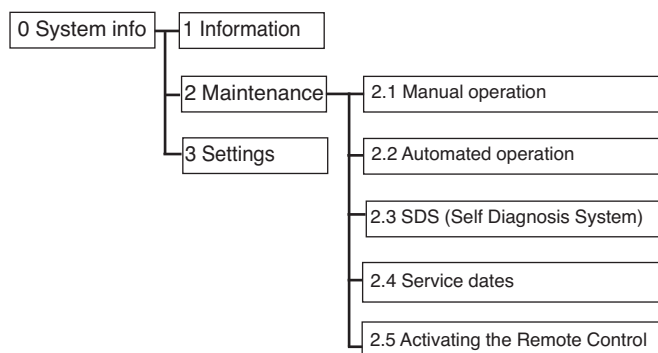 0 System info
1 Information
2 Maintenance
2.1 Manual operation
2.2 Automated operation
3 Settings
2.3 SDS (Self Diagnosis System)
2.4 Service dates
2.5 Activating the Remote Control